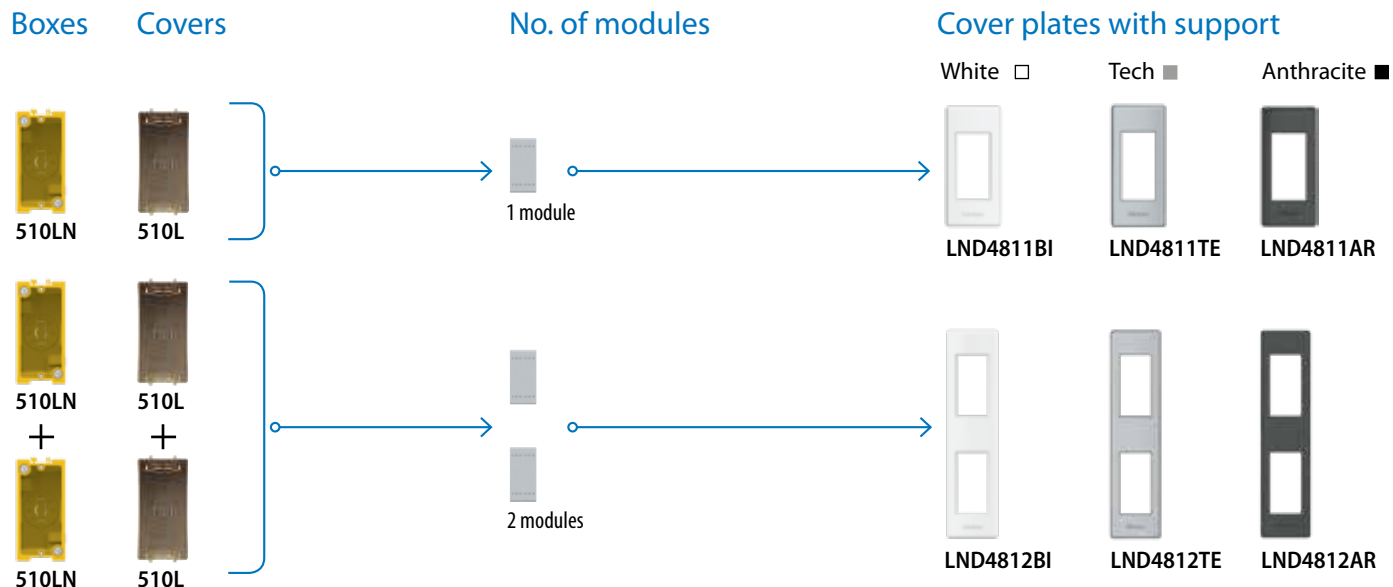 Boxes Covers No. of modules Cover plates with support
White Tech Anthracite
1 module
510LN 510L LND4811BI LND4811TE LND4811AR
510LN 510L
+ +
2 modules
510LN 510L LND4812BI LND4812TE LND4812AR